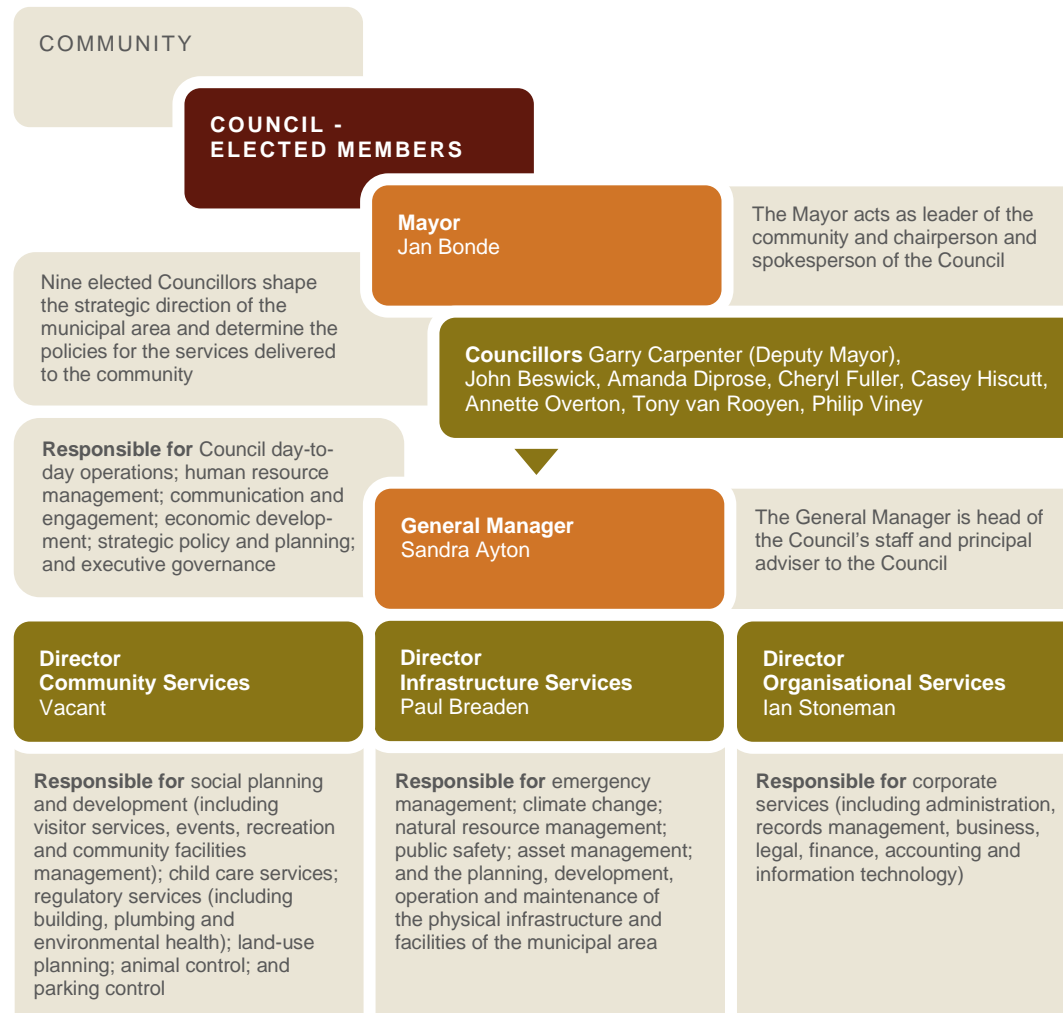 COMMUNITY
COUNCIL -
ELECTED MEMBERS
Mayor
Jan Bonde
The Mayor acts as leader of the
community and chairperson and
spokesperson of the Council
Nine elected Councillors shape
the strategic direction of the
municipal area and determine the
policies for the services delivered
to the community
Councillors Garry Carpenter (Deputy Mayor),
John Beswick, Amanda Diprose, Cheryl Fuller, Casey Hiscutt,
Annette Overton, Tony van Rooyen, Philip Viney
Responsible for Council day-to-
day operations; human resource
management; communication and
engagement; economic develop-
ment; strategic policy and planning;
and executive governance
General Manager
Sandra Ayton
The General Manager is head of
the Council's staff and principal
adviser to the Council
Director
Community Services
Vacant
Director
Infrastructure Services
Paul Breaden
Director
Organisational Services
Ian Stoneman
Responsible for social planning
and development (including
visitor services, events, recreation
and community facilities
management); child care services;
regulatory services (including
building, plumbing and
environmental health); land-use
planning; animal control; and
parking control
Responsible for emergency
management; climate change;
natural resource management;
public safety; asset management;
and the planning, development,
operation and maintenance of
the physical infrastructure and
facilities of the municipal area
Responsible for corporate
services (including administration,
records management, business,
legal, finance, accounting and
information technology)